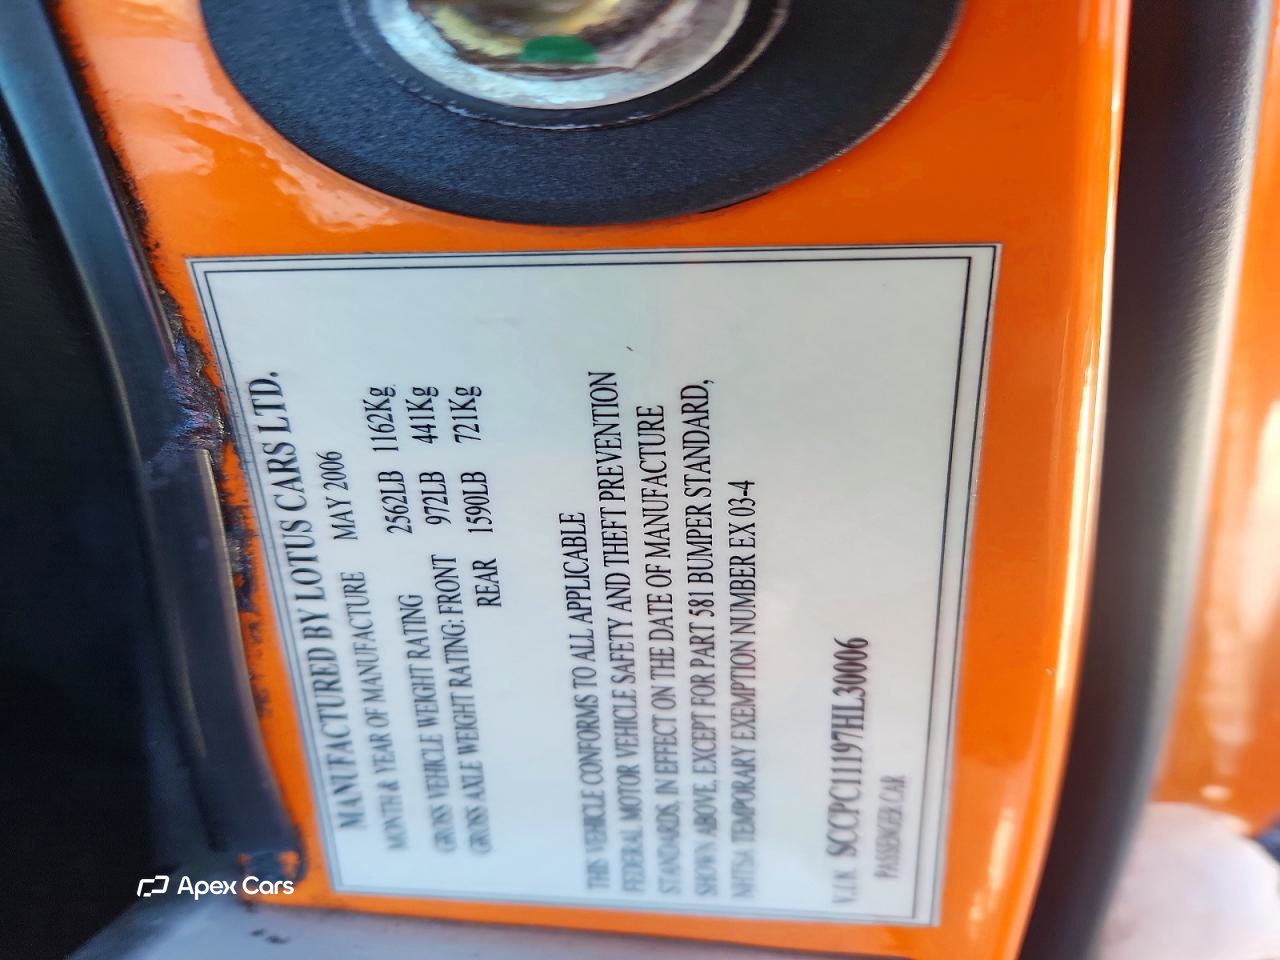 MANUFACTURED BY LOTUS CARS LTD.
MONTH & YEAR OF MANUFACTURE MAY 2006
GROSS VEHICLE WEIGHT RATING 2562LB 1162Kg
GROSS AXLE WEIGHT RATING: FRONT 972LB 441Kg
REAR 1590LB 721Kg
THIS VEHICLE CONFORMS TO ALL APPLICABLE
FEDERAL MOTOR VEHICLE SAFETY AND THEFT PREVENTION
STANDARDS, IN EFFECT ON THE DATE OF MANUFACTURE
SHOWN ABOVE, EXCEPT FOR PART 581 BUMPER STANDARD,
NHTSA TEMPORARY EXEMPTION NUMBER EX 03-4
V.I.N. SCCPC11197HL30006
PASSENGER CAR
Apex Cars